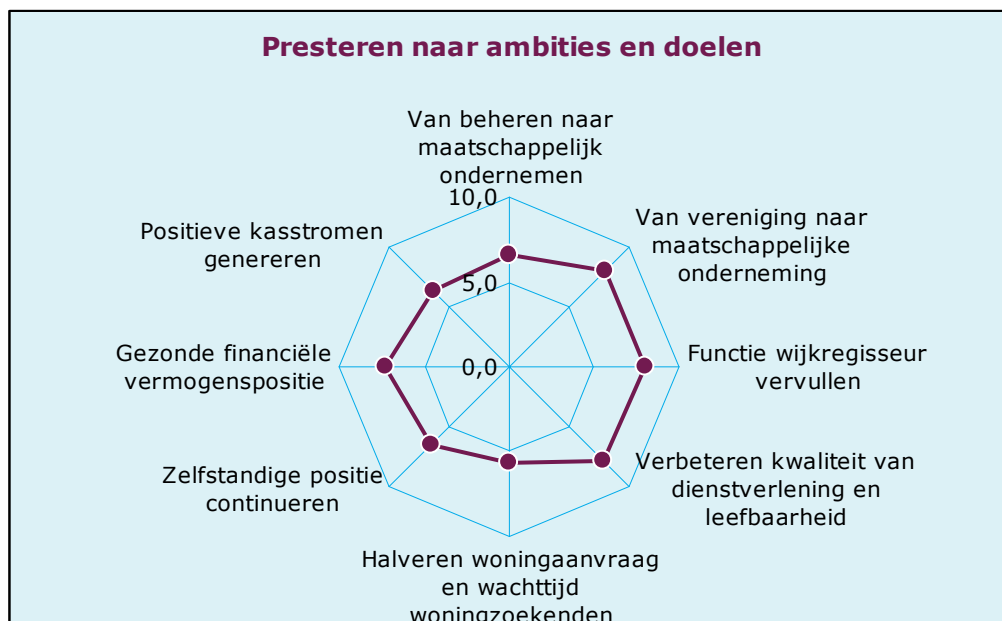 Presteren naar ambities en doelen
Van beheren naar
maatschappelijk
ondernemen
10,0
Van vereniging naar
maatschappelijke
onderneming
Positieve kasstromen
genereren
5,0
Gezonde financiële
vermogenspositie
0,0
Functie wijkregisseur
vervullen
Zelfstandige positie
continueren
Verbeteren kwaliteit van
dienstverlening en
leefbaarheid
Halveren woningaanvraag
en wachttijd
woningzoekenden